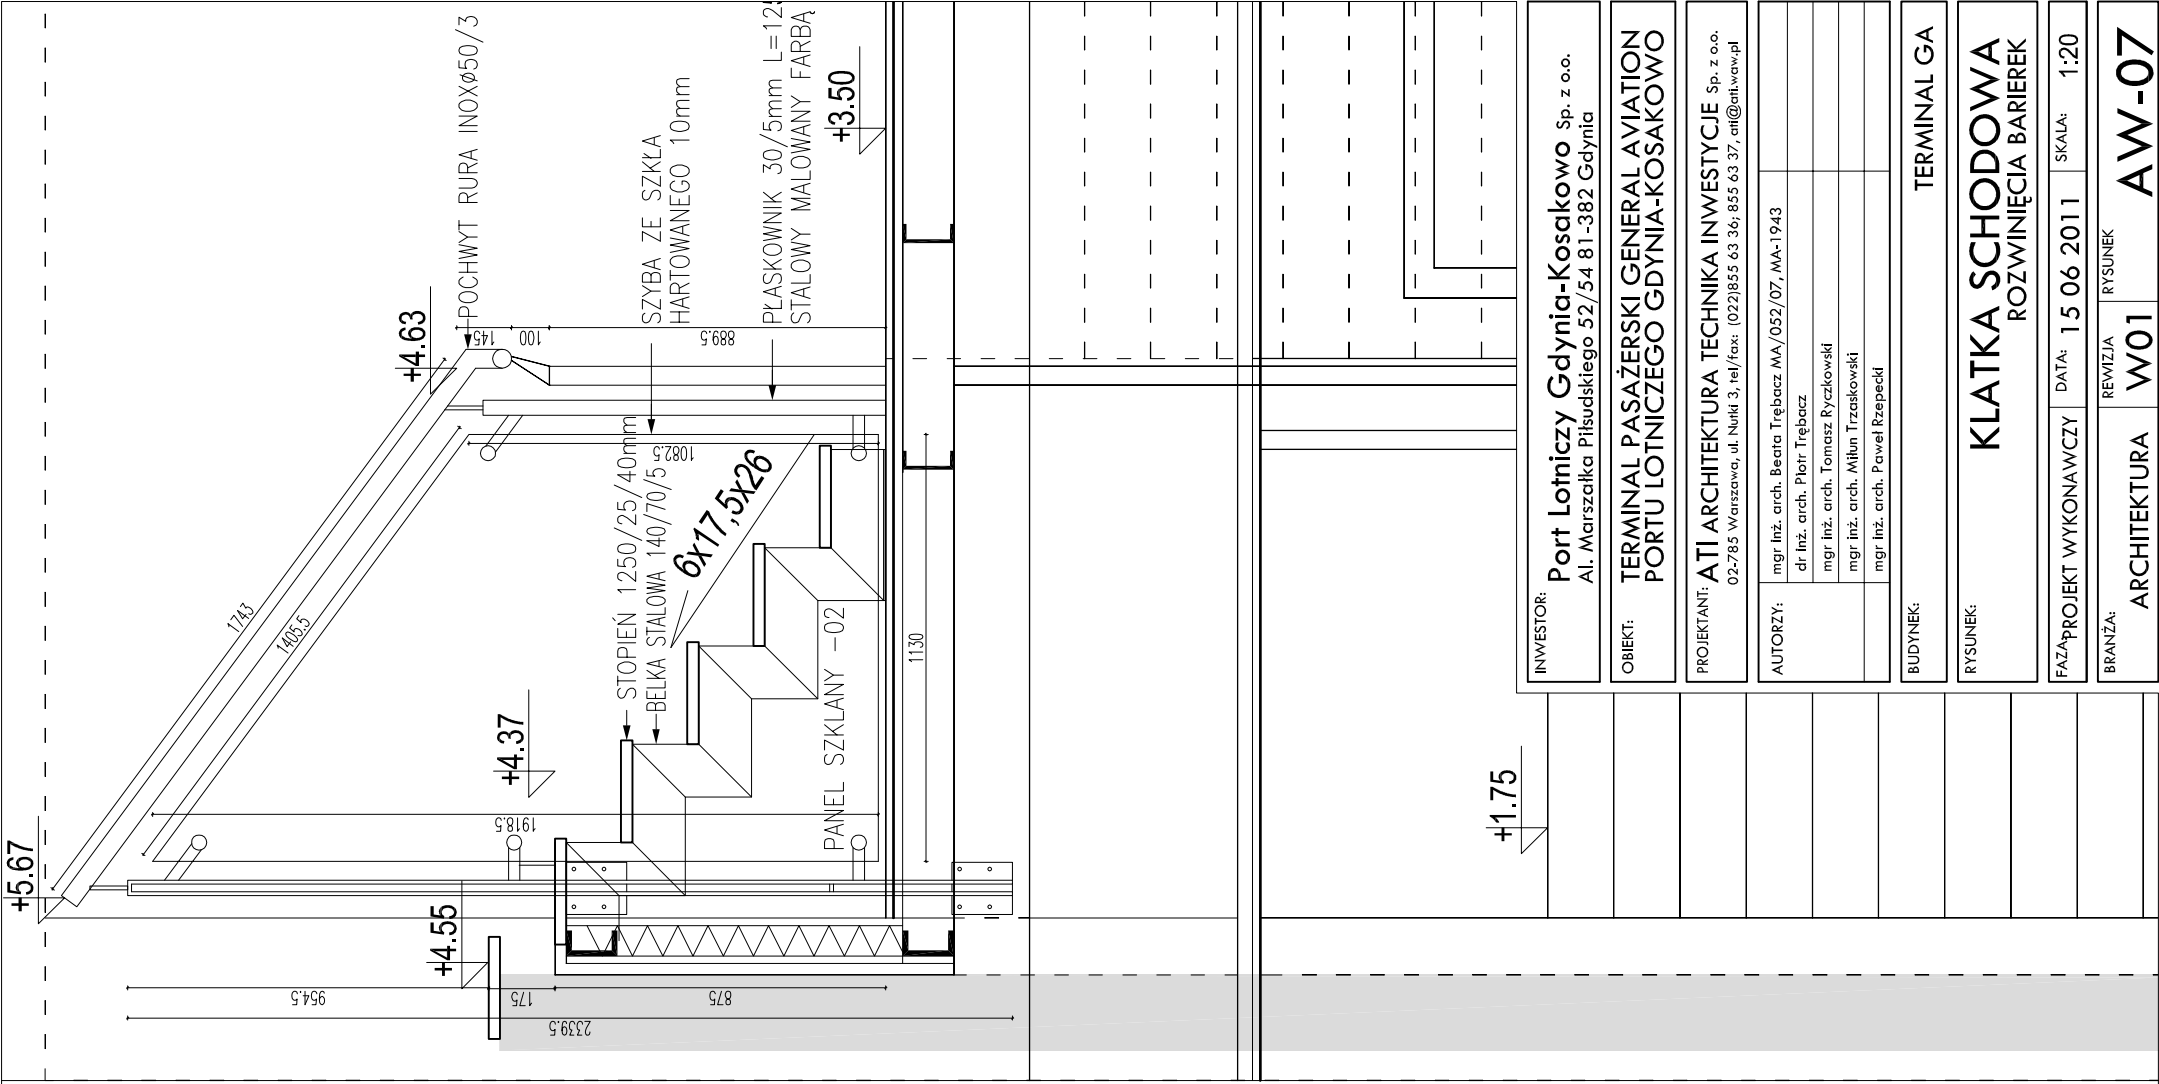 POCHWYT RURA INOXø50/3
SZYBA ZE SZKŁA
HARTOWANEGO 10mm
PŁASKOWNIK 30/5mm L=125
STALOWY MALOWANY FARBĄ
+3.50
+4.63
145
100
889.5
1082.5
STOPIEŃ 1250/25/40mm
BELKA STALOWA 140/70/5
6x17,5x26
1743
1405.5
PANEL SZKLANY -02
1130
+4.37
1918.5
+5.67
+4.55
+1.75
954.5
175
875
2339.5
INWESTOR:
Port Lotniczy Gdynia-Kosakowo Sp. z o.o.
Al. Marszałka Piłsudskiego 52/54 81-382 Gdynia
OBIEKT:
TERMINAL PASAŻERSKI GENERAL AVIATION
PORTU LOTNICZEGO GDYNIA-KOSAKOWO
PROJEKTANT: ATI ARCHITEKTURA TECHNIKA INWESTYCJE Sp. z o.o.
02-785 Warszawa, ul. Nutki 3, tel/fax: (022)855 63 36; 855 63 37, ati@ati.waw.pl
AUTORZY:
mgr inż. arch. Beata Trębacz MA/052/07, MA-1943
dr inż. arch. Piotr Trębacz
mgr inż. arch. Tomasz Ryczkowski
mgr inż. arch. Miłun Trzaskowski
mgr inż. arch. Paweł Rzepecki
BUDYNEK: TERMINAL GA
RYSUNEK:
KLATKA SCHODOWA
ROZWINIĘCIA BARIEREK
FAZA: PROJEKT WYKONAWCZY DATA: 15 06 2011 SKALA: 1:20
BRANŻA: ARCHITEKTURA REWIZJA W01 RYSUNEK AW-07